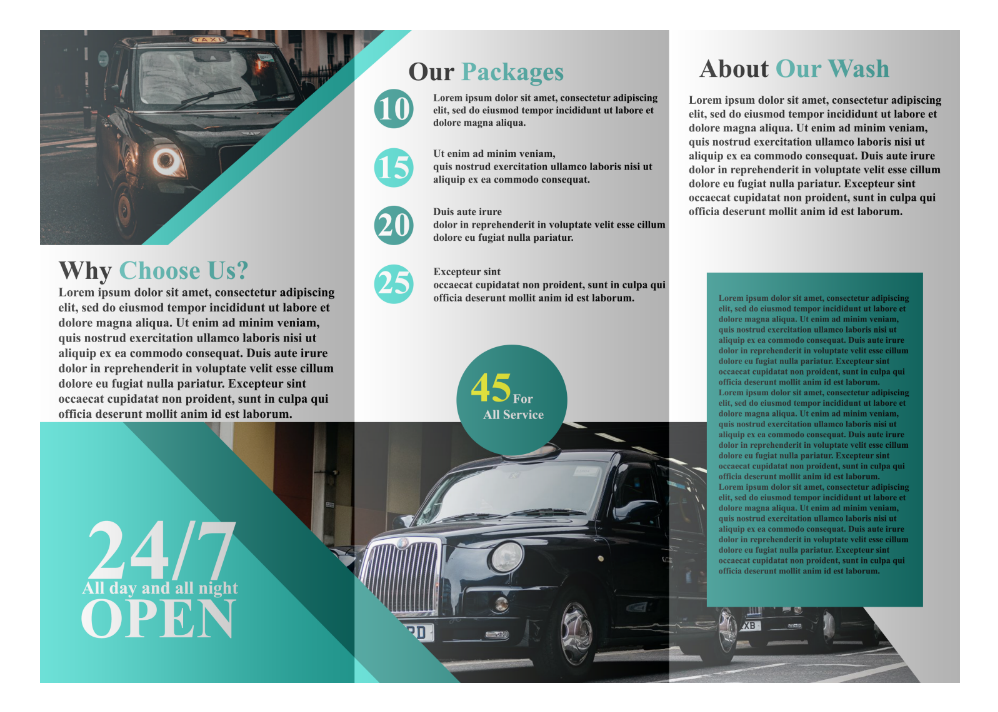 TAXI
Why Choose Us?
Lorem ipsum dolor sit amet, consectetur adipiscing
elit, sed do eiusmod tempor incididunt ut labore et
dolore magna aliqua. Ut enim ad minim veniam,
quis nostrud exercitation ullamco laboris nisi ut
aliquip ex ea commodo consequat. Duis aute irure
dolor in reprehenderit in voluptate velit esse cillum
dolore eu fugiat nulla pariatur. Excepteur sint
occaecat cupidatat non proident, sunt in culpa qui
officia deserunt mollit anim id est laborum.
24/7
All day and all night
OPEN
Our Packages
10
Lorem ipsum dolor sit amet, consectetur adipiscing
elit, sed do eiusmod tempor incididunt ut labore et
dolore magna aliqua.
15
Ut enim ad minim veniam,
quis nostrud exercitation ullamco laboris nisi ut
aliquip ex ea commodo consequat.
20
Duis aute irure
dolor in reprehenderit in voluptate velit esse cillum
dolore eu fugiat nulla pariatur.
25
Excepteur sint
occaecat cupidatat non proident, sunt in culpa qui
officia deserunt mollit anim id est laborum.
45 For
All Service
About Our Wash
Lorem ipsum dolor sit amet, consectetur adipiscing
elit, sed do eiusmod tempor incididunt ut labore et
dolore magna aliqua. Ut enim ad minim veniam,
quis nostrud exercitation ullamco laboris nisi ut
aliquip ex ea commodo consequat. Duis aute irure
dolor in reprehenderit in voluptate velit esse cillum
dolore eu fugiat nulla pariatur. Excepteur sint
occaecat cupidatat non proident, sunt in culpa qui
officia deserunt mollit anim id est laborum.
Lorem ipsum dolor sit amet, consectetur adipiscing
elit, sed do eiusmod tempor incididunt ut labore et
dolore magna aliqua. Ut enim ad minim veniam,
quis nostrud exercitation ullamco laboris nisi ut
aliquip ex ea commodo consequat. Duis aute irure
dolor in reprehenderit in voluptate velit esse cillum
dolore eu fugiat nulla pariatur. Excepteur sint
occaecat cupidatat non proident, sunt in culpa qui
officia deserunt mollit anim id est laborum.
Lorem ipsum dolor sit amet, consectetur adipiscing
elit, sed do eiusmod tempor incididunt ut labore et
dolore magna aliqua. Ut enim ad minim veniam,
quis nostrud exercitation ullamco laboris nisi ut
aliquip ex ea commodo consequat. Duis aute irure
dolor in reprehenderit in voluptate velit esse cillum
dolore eu fugiat nulla pariatur. Excepteur sint
occaecat cupidatat non proident, sunt in culpa qui
officia deserunt mollit anim id est laborum.
Lorem ipsum dolor sit amet, consectetur adipiscing
elit, sed do eiusmod tempor incididunt ut labore et
dolore magna aliqua. Ut enim ad minim veniam,
quis nostrud exercitation ullamco laboris nisi ut
aliquip ex ea commodo consequat. Duis aute irure
dolor in reprehenderit in voluptate velit esse cillum
dolore eu fugiat nulla pariatur. Excepteur sint
occaecat cupidatat non proident, sunt in culpa qui
officia deserunt mollit anim id est laborum.